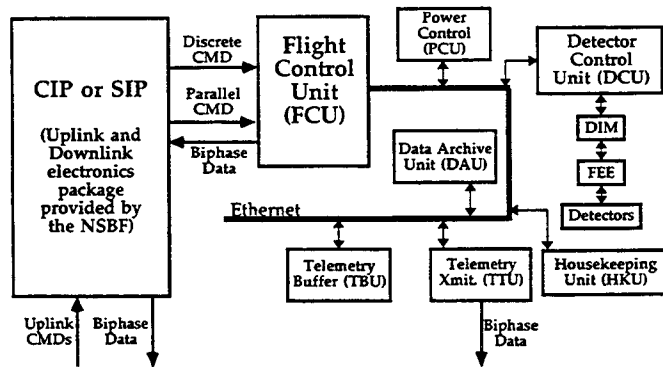 CIP or SIP
(Uplink and
Downlink
electronics
package
provided by
the NSBF)
Discrete
CMD
Parallel
CMD
Biphase
Data
Flight
Control
Unit
(FCU)
Power
Control
(PCU)
Detector
Control
Unit (DCU)
DIM
FEE
Detectors
Data Archive
Unit (DAU)
Ethernet
Telemetry
Buffer (TBU)
Telemetry
Xmit. (TTU)
Housekeeping
Unit (HKU)
Uplink
CMDs
Biphase
Data
Biphase
Data